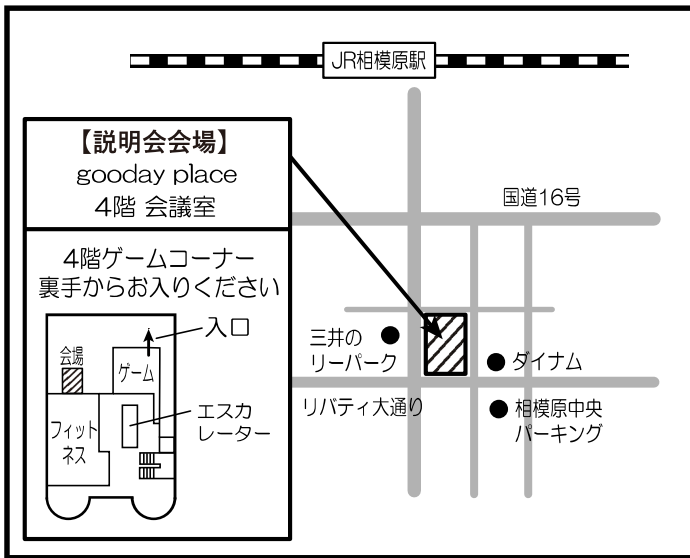 JR相模原駅
【説明会会場】
gooday place
4階 会議室
4階ゲームコーナー
裏手からお入りください
入口
会場
ゲーム
エスカ
レーター
フィット
ネス
国道16号
三井の
リーパーク
ダイナム
リバティ大通り
相模原中央
パーキング